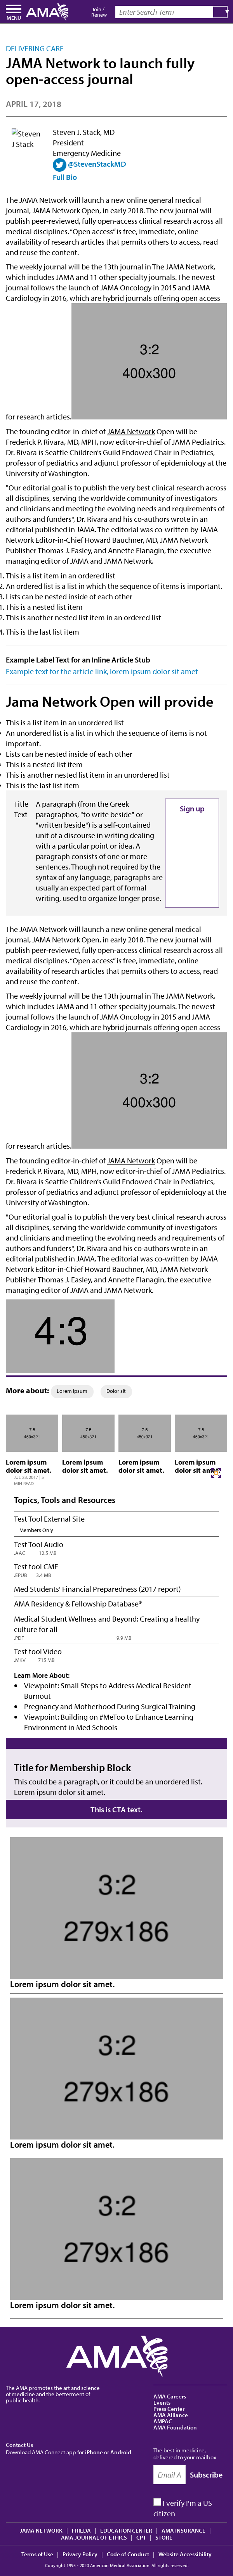 MENU
AMA
Join /
Renew
Enter Search Term
DELIVERING CARE
JAMA Network to launch fully
open-access journal
APRIL 17, 2018
Steven J. Stack
Steven J. Stack, MD
President
Emergency Medicine
@StevenStackMD
Full Bio
The JAMA Network will launch a new online general medical
journal, JAMA Network Open, in early 2018. The new journal will
publish peer-reviewed, fully open-access clinical research across all
medical disciplines. "Open access" is free, immediate, online
availability of research articles that permits others to access, read
and reuse the content.
The weekly journal will be the 13th journal in The JAMA Network,
which includes JAMA and 11 other specialty journals. The newest
journal follows the launch of JAMA Oncology in 2015 and JAMA
Cardiology in 2016, which are hybrid journals offering open access
3:2
400x300
for research articles.
The founding editor-in-chief of JAMA Network Open will be
Frederick P. Rivara, MD, MPH, now editor-in-chief of JAMA Pediatrics.
Dr. Rivara is Seattle Children's Guild Endowed Chair in Pediatrics,
professor of pediatrics and adjunct professor of epidemiology at the
University of Washington.
"Our editorial goal is to publish the very best clinical research across
all disciplines, serving the worldwide community of investigators
and clinicians and meeting the evolving needs and requirements of
authors and funders", Dr. Rivara and his co-authors wrote in an
editorial published in JAMA. The editorial was co-written by JAMA
Network Editor-in-Chief Howard Bauchner, MD, JAMA Network
Publisher Thomas J. Easley, and Annette Flanagin, the executive
managing editor of JAMA and JAMA Network.
1. This is a list item in an ordered list
2. An ordered list is a list in which the sequence of items is important.
3. Lists can be nested inside of each other
1. This is a nested list item
2. This is another nested list item in an ordered list
4. This is the last list item
Example Label Text for an Inline Article Stub
Example text for the article link, lorem ipsum dolor sit amet
Jama Network Open will provide
This is a list item in an unordered list
An unordered list is a list in which the sequence of items is not
important.
Lists can be nested inside of each other
This is a nested list item
This is another nested list item in an unordered list
This is the last list item
Title
Text
A paragraph (from the Greek
paragraphos, "to write beside" or
"written beside") is a self-contained
unit of a discourse in writing dealing
with a particular point or idea. A
paragraph consists of one or more
sentences. Though not required by the
syntax of any language, paragraphs are
usually an expected part of formal
writing, used to organize longer prose.
Sign up
The JAMA Network will launch a new online general medical
journal, JAMA Network Open, in early 2018. The new journal will
publish peer-reviewed, fully open-access clinical research across all
medical disciplines. "Open access" is free, immediate, online
availability of research articles that permits others to access, read
and reuse the content.
The weekly journal will be the 13th journal in The JAMA Network,
which includes JAMA and 11 other specialty journals. The newest
journal follows the launch of JAMA Oncology in 2015 and JAMA
Cardiology in 2016, which are hybrid journals offering open access
3:2
400x300
for research articles.
The founding editor-in-chief of JAMA Network Open will be
Frederick P. Rivara, MD, MPH, now editor-in-chief of JAMA Pediatrics.
Dr. Rivara is Seattle Children's Guild Endowed Chair in Pediatrics,
professor of pediatrics and adjunct professor of epidemiology at the
University of Washington.
"Our editorial goal is to publish the very best clinical research across
all disciplines, serving the worldwide community of investigators
and clinicians and meeting the evolving needs and requirements of
authors and funders", Dr. Rivara and his co-authors wrote in an
editorial published in JAMA. The editorial was co-written by JAMA
Network Editor-in-Chief Howard Bauchner, MD, JAMA Network
Publisher Thomas J. Easley, and Annette Flanagin, the executive
managing editor of JAMA and JAMA Network.
4:3
More about: Lorem ipsum Dolor sit
Lorem ipsum dolor sit amet.
JUL 28, 2017 | 5
MIN READ
Lorem ipsum dolor sit amet.
Lorem ipsum dolor sit amet.
Lorem ipsum dolor sit amet.
Topics, Tools and Resources
Test Tool External Site
Members Only
Test Tool Audio
.AAC 12.5 MB
Test tool CME
.EPUB 3.4 MB
Med Students' Financial Preparedness (2017 report)
AMA Residency & Fellowship Database®
Medical Student Wellness and Beyond: Creating a healthy
culture for all
.PDF 9.9 MB
Test tool Video
.MKV 715 MB
Learn More About:
Viewpoint: Small Steps to Address Medical Resident
Burnout
Pregnancy and Motherhood During Surgical Training
Viewpoint: Building on #MeToo to Enhance Learning
Environment in Med Schools
Title for Membership Block
This could be a paragraph, or it could be an unordered list.
Lorem ipsum dolor sit amet.
This is CTA text.
3:2
279x186
Lorem ipsum dolor sit amet.
3:2
279x186
Lorem ipsum dolor sit amet.
3:2
279x186
Lorem ipsum dolor sit amet.
AMA
The AMA promotes the art and science
of medicine and the betterment of
public health.
AMA Careers
Events
Press Center
AMA Alliance
AMPAC
AMA Foundation
Contact Us
Download AMA Connect app for iPhone or Android
The best in medicine,
delivered to your mailbox
Email A
Subscribe
I verify I'm a US
citizen
JAMA NETWORK | FREIDA | EDUCATION CENTER | AMA INSURANCE |
AMA JOURNAL OF ETHICS | CPT | STORE
Terms of Use | Privacy Policy | Code of Conduct | Website Accessibility
Copyright 1995 - 2020 American Medical Association. All rights reserved.